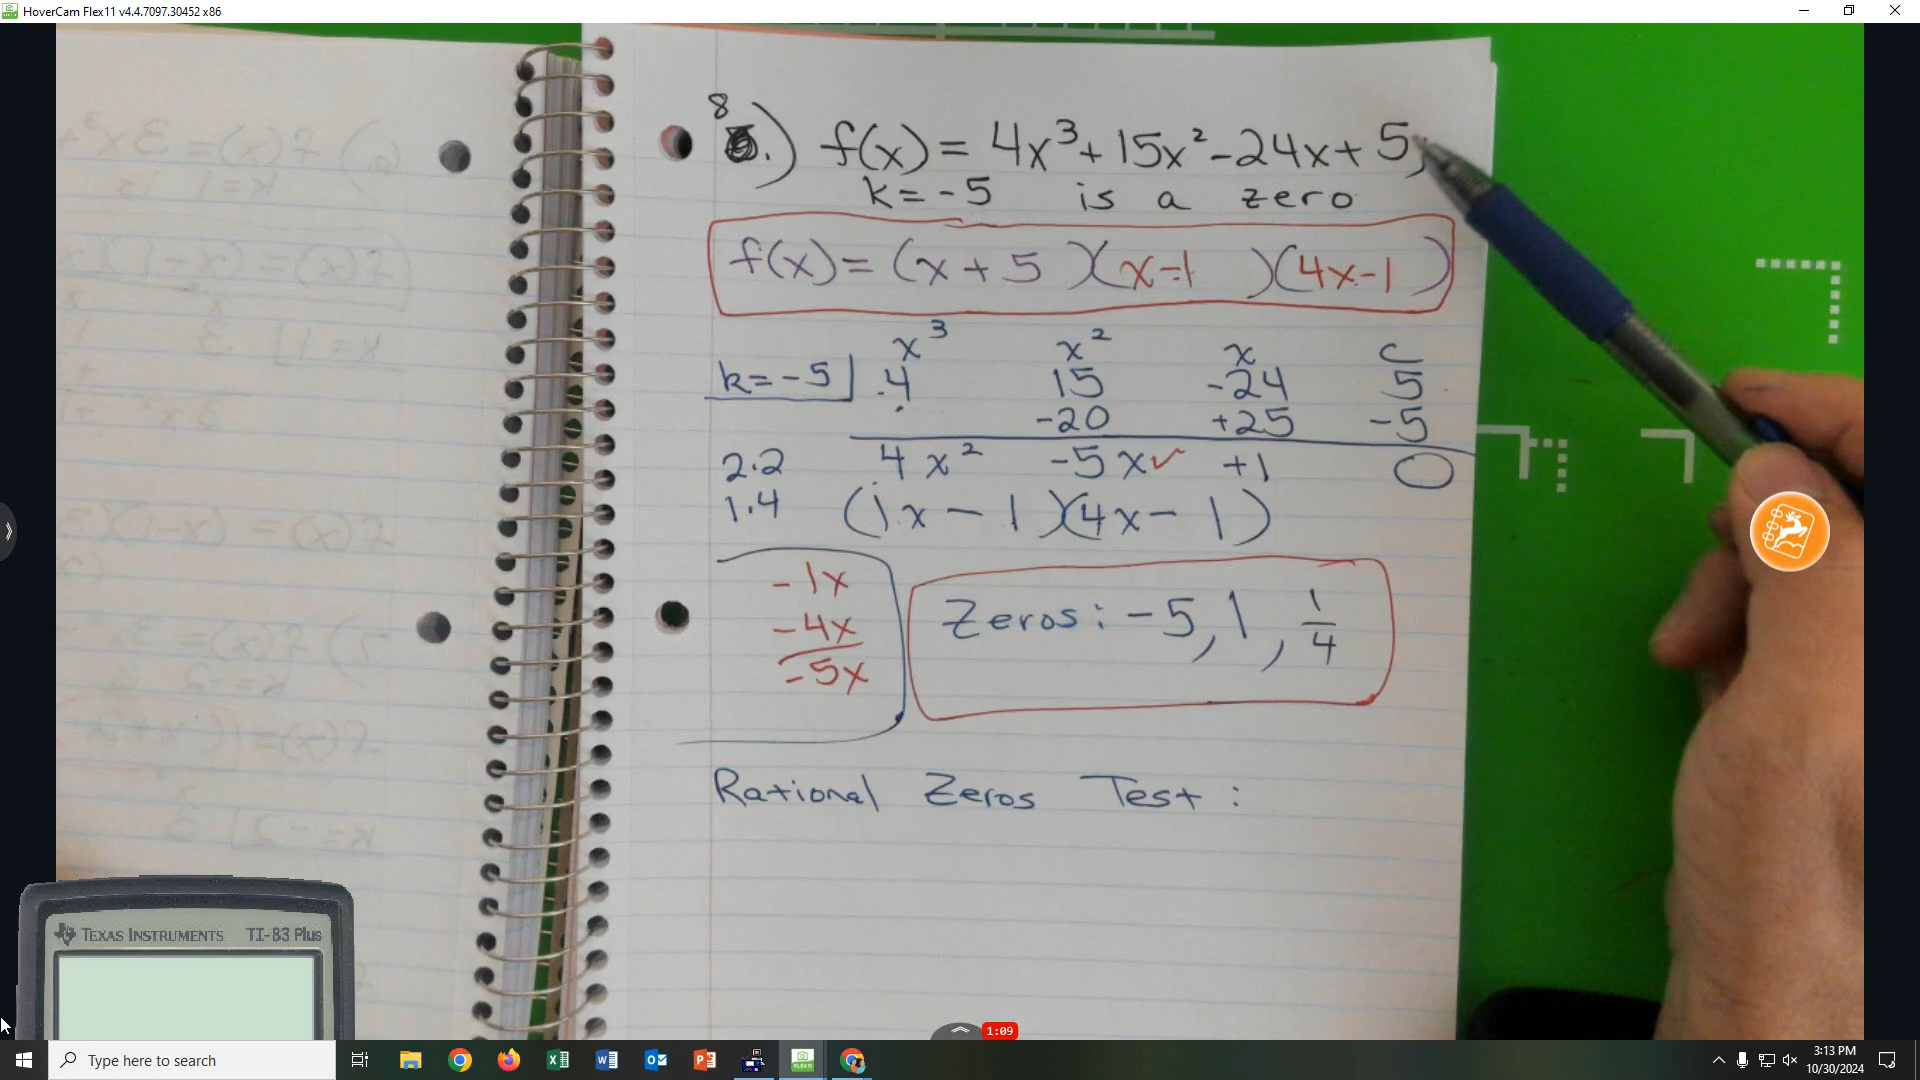 HoverCam Flex11 v4.4.7097.30452 x86
8.) f(x) = 4x³ + 15x² - 24x + 5,
k = -5 is a zero
f(x) = (x + 5)(x - 1)(4x - 1)
x³ x² x C
k = -5 4 15 -24 5
-20 +25 -5
2.2 4x² -5x✓ +1 0
1.4 (1x - 1)(4x - 1)
-1x
-4x
-5x
Zeros: -5, 1, 1/4
Rational Zeros Test:
TEXAS INSTRUMENTS TI-83 Plus
1:09
Type here to search
3:13 PM
10/30/2024